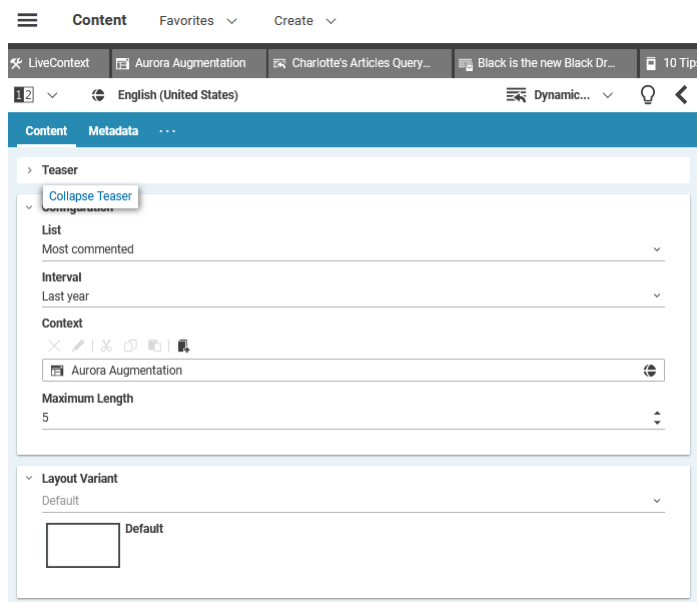 Content Favorites Create
LiveContext Aurora Augmentation Charlotte's Articles Query... Black is the new Black Dr... 10 Tip
12 English (United States) Dynamic...
Content Metadata ...
Teaser
Collapse Teaser
Configuration
List
Most commented
Interval
Last year
Context
Aurora Augmentation
Maximum Length
5
Layout Variant
Default
Default